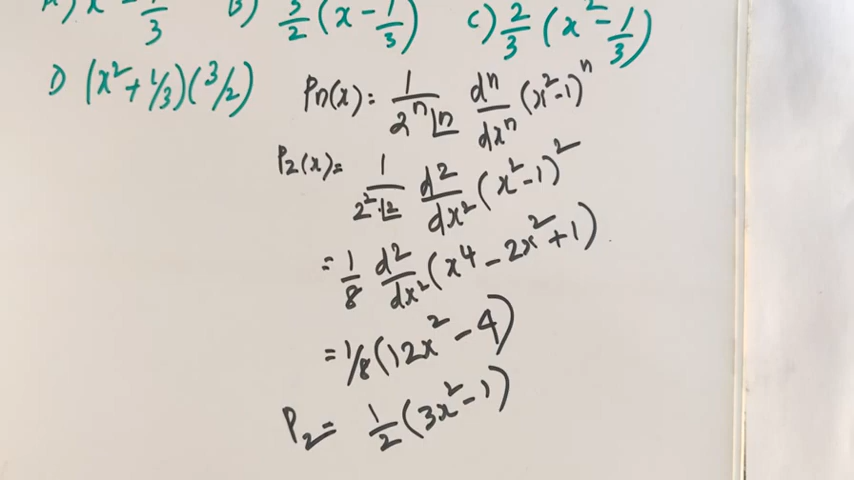 A) x² - 1/3 B) 3/2 (x - 1/3) C) 2/3 (x² - 1/3)
D (x² + 1/3)(3/2)
Pn(x) = 1/(2ⁿ ⌊n) dⁿ/dxⁿ (x² - 1)ⁿ
P₂(x) = 1/(2² · ⌊2) d²/dx² (x² - 1)²
= 1/8 d²/dx² (x⁴ - 2x² + 1)
= 1/8 (12x² - 4)
P₂ = 1/2 (3x² - 1)